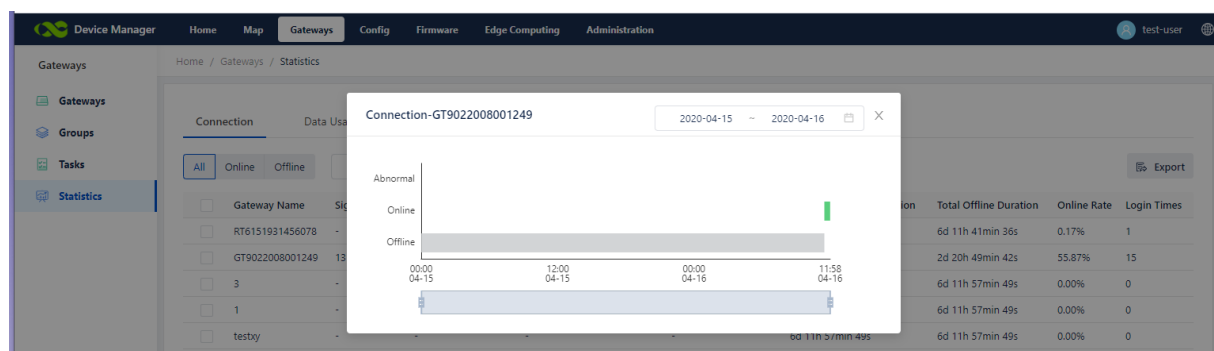 Device Manager Home Map Gateways Config Firmware Edge Computing Administration test-user
Gateways
Home / Gateways / Statistics
Gateways
Groups
Tasks
Statistics
Connection Data Usa
All Online Offline
Export
Connection-GT9022008001249 2020-04-15 ~ 2020-04-16 X
Abnormal
Online
Offline
00:00 12:00 00:00 11:58
04-15 04-15 04-16 04-16
Gateway Name Sig ion Total Offline Duration Online Rate Login Times
RT6151931456078 - 6d 11h 41min 36s 0.17% 1
GT9022008001249 13 2d 20h 49min 42s 55.87% 15
3 - 6d 11h 57min 49s 0.00% 0
1 - 6d 11h 57min 49s 0.00% 0
testxy - - - - 6d 11h 57min 49s 6d 11h 57min 49s 0.00% 0